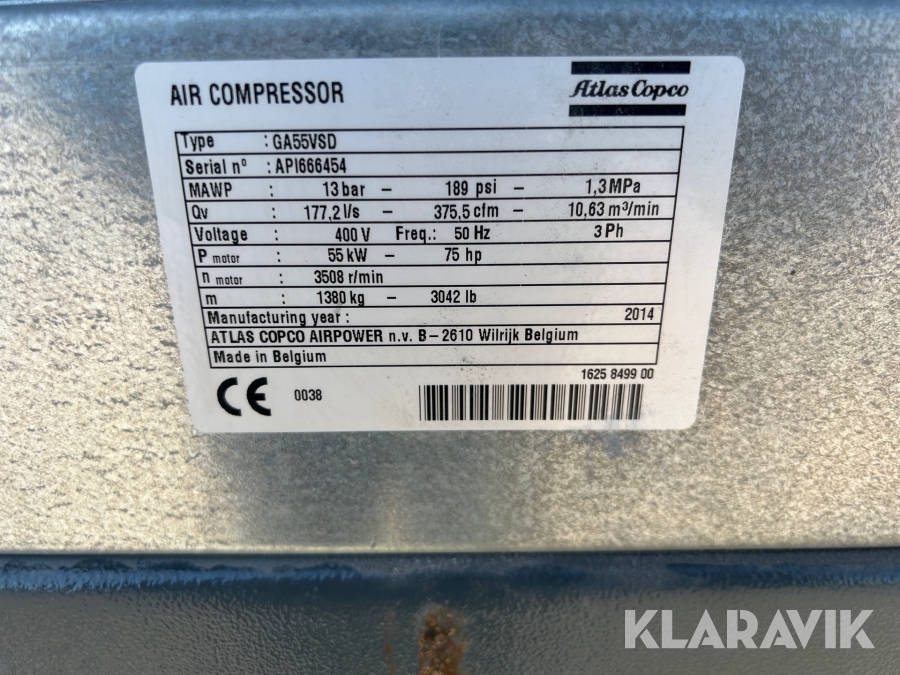 AIR COMPRESSOR
Atlas Copco
Type : GA55VSD
Serial nº : API666454
MAWP : 13 bar – 189 psi – 1,3 MPa
Qv : 177,2 l/s – 375,5 cfm – 10,63 m³/min
Voltage : 400 V Freq.: 50 Hz 3 Ph
P motor : 55 kW – 75 hp
n motor : 3508 r/min
m : 1380 kg – 3042 lb
Manufacturing year : 2014
ATLAS COPCO AIRPOWER n.v. B–2610 Wilrijk Belgium
Made in Belgium
1625 8499 00
CE 0038
KLARAVIK